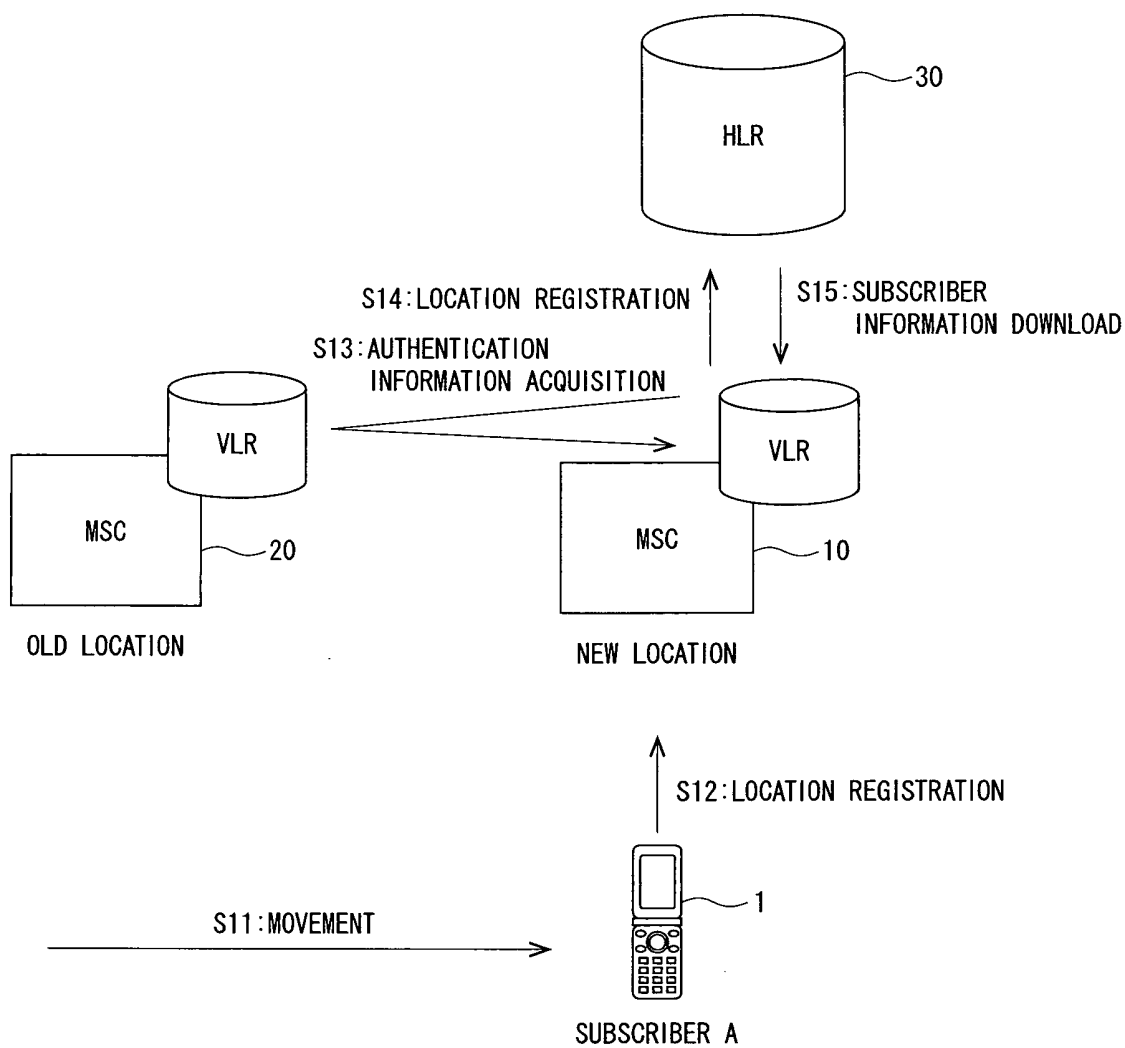 30
HLR
S14:LOCATION REGISTRATION
S15:SUBSCRIBER
INFORMATION DOWNLOAD
S13:AUTHENTICATION
INFORMATION ACQUISITION
VLR
VLR
MSC
20
MSC
10
OLD LOCATION
NEW LOCATION
S12:LOCATION REGISTRATION
1
S11:MOVEMENT
SUBSCRIBER A